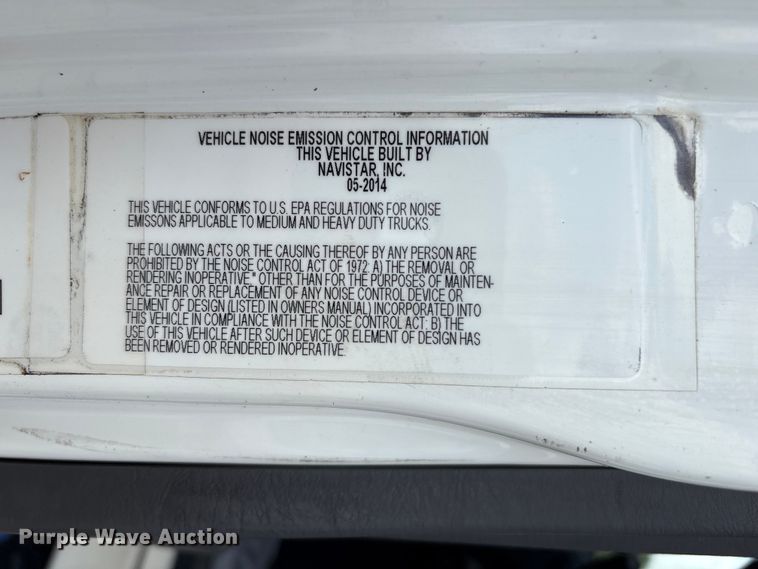 VEHICLE NOISE EMISSION CONTROL INFORMATION
THIS VEHICLE BUILT BY
NAVISTAR, INC.
05-2014
THIS VEHICLE CONFORMS TO U.S. EPA REGULATIONS FOR NOISE
EMISSONS APPLICABLE TO MEDIUM AND HEAVY DUTY TRUCKS.
THE FOLLOWING ACTS OR THE CAUSING THEREOF BY ANY PERSON ARE
PROHIBITED BY THE NOISE CONTROL ACT OF 1972: A) THE REMOVAL OR
RENDERING INOPERATIVE," OTHER THAN FOR THE PURPOSES OF MAINTEN-
ANCE REPAIR OR REPLACEMENT OF ANY NOISE CONTROL DEVICE OR
ELEMENT OF DESIGN (LISTED IN OWNERS MANUAL) INCORPORATED INTO
THIS VEHICLE IN COMPLIANCE WITH THE NOISE CONTROL ACT: B) THE
USE OF THIS VEHICLE AFTER SUCH DEVICE OR ELEMENT OF DESIGN HAS
BEEN REMOVED OR RENDERED INOPERATIVE.
Purple Wave Auction